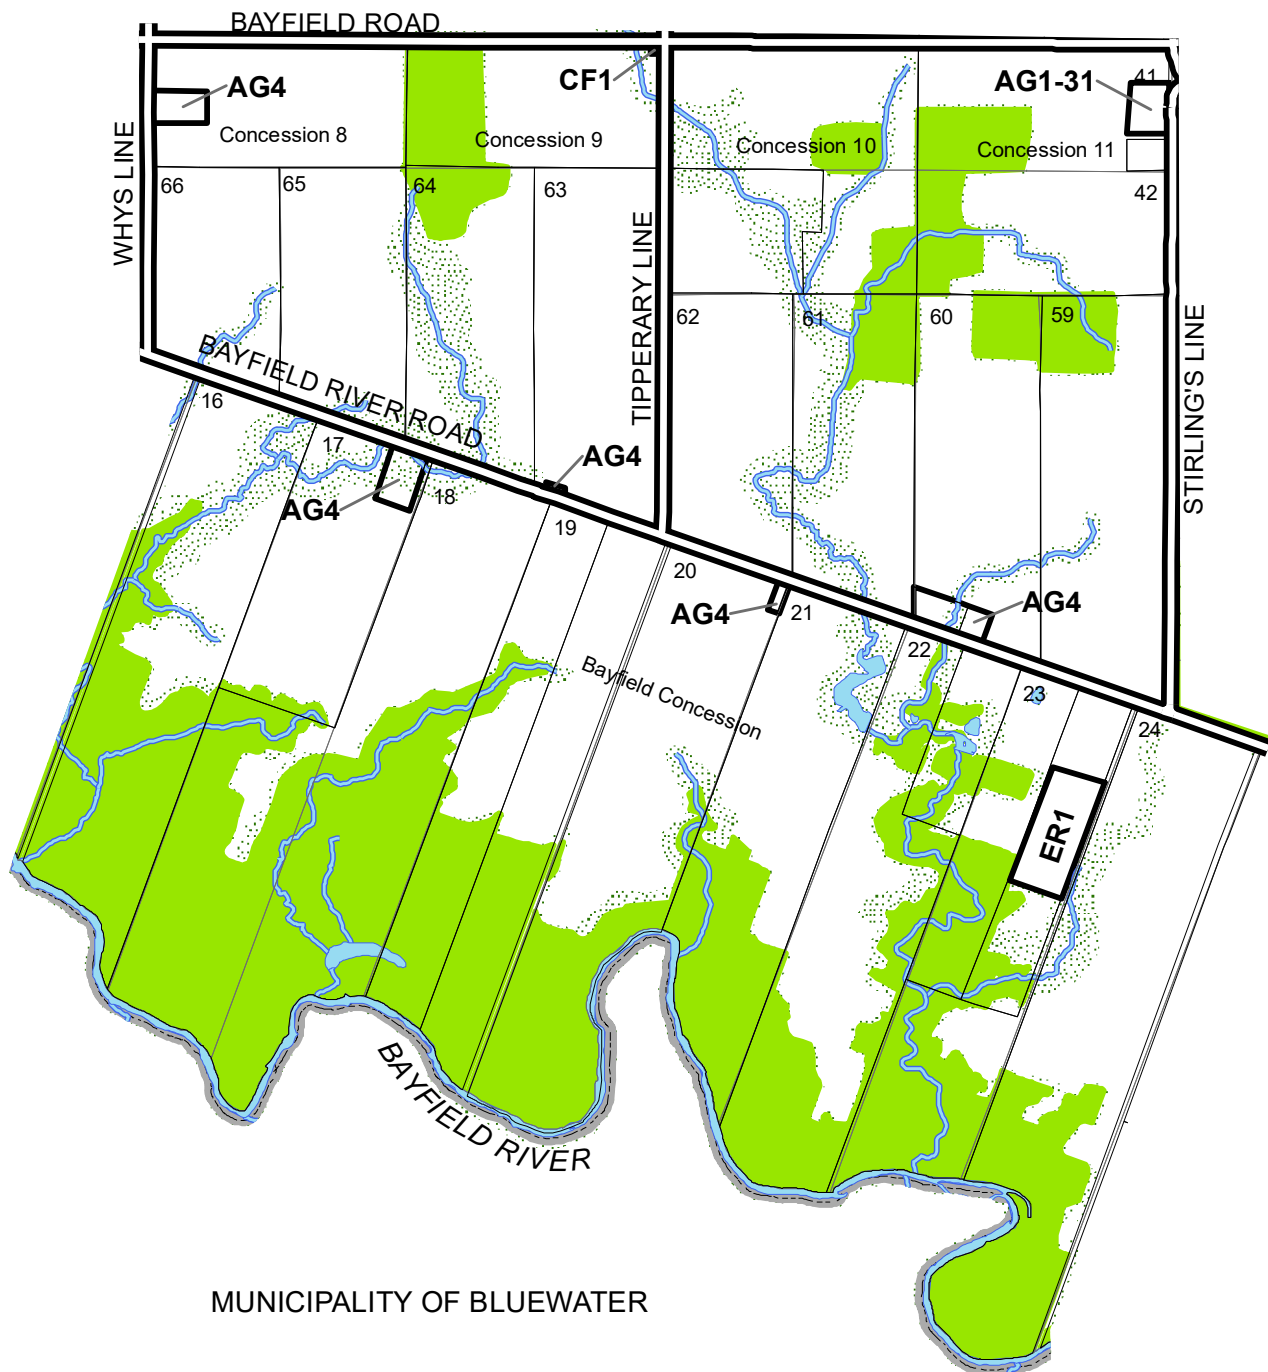 BAYFIELD ROAD
AG4
CF1
AG1-31
41
Concession 8
Concession 9
Concession 10
Concession 11
WHYS LINE
66
65
64
63
42
TIPPERARY LINE
62
61
60
59
STIRLING'S LINE
BAYFIELD RIVER ROAD
16
17
18
AG4
AG4
19
20
AG4
21
AG4
22
23
24
Bayfield Concession
ER1
BAYFIELD RIVER
MUNICIPALITY OF BLUEWATER